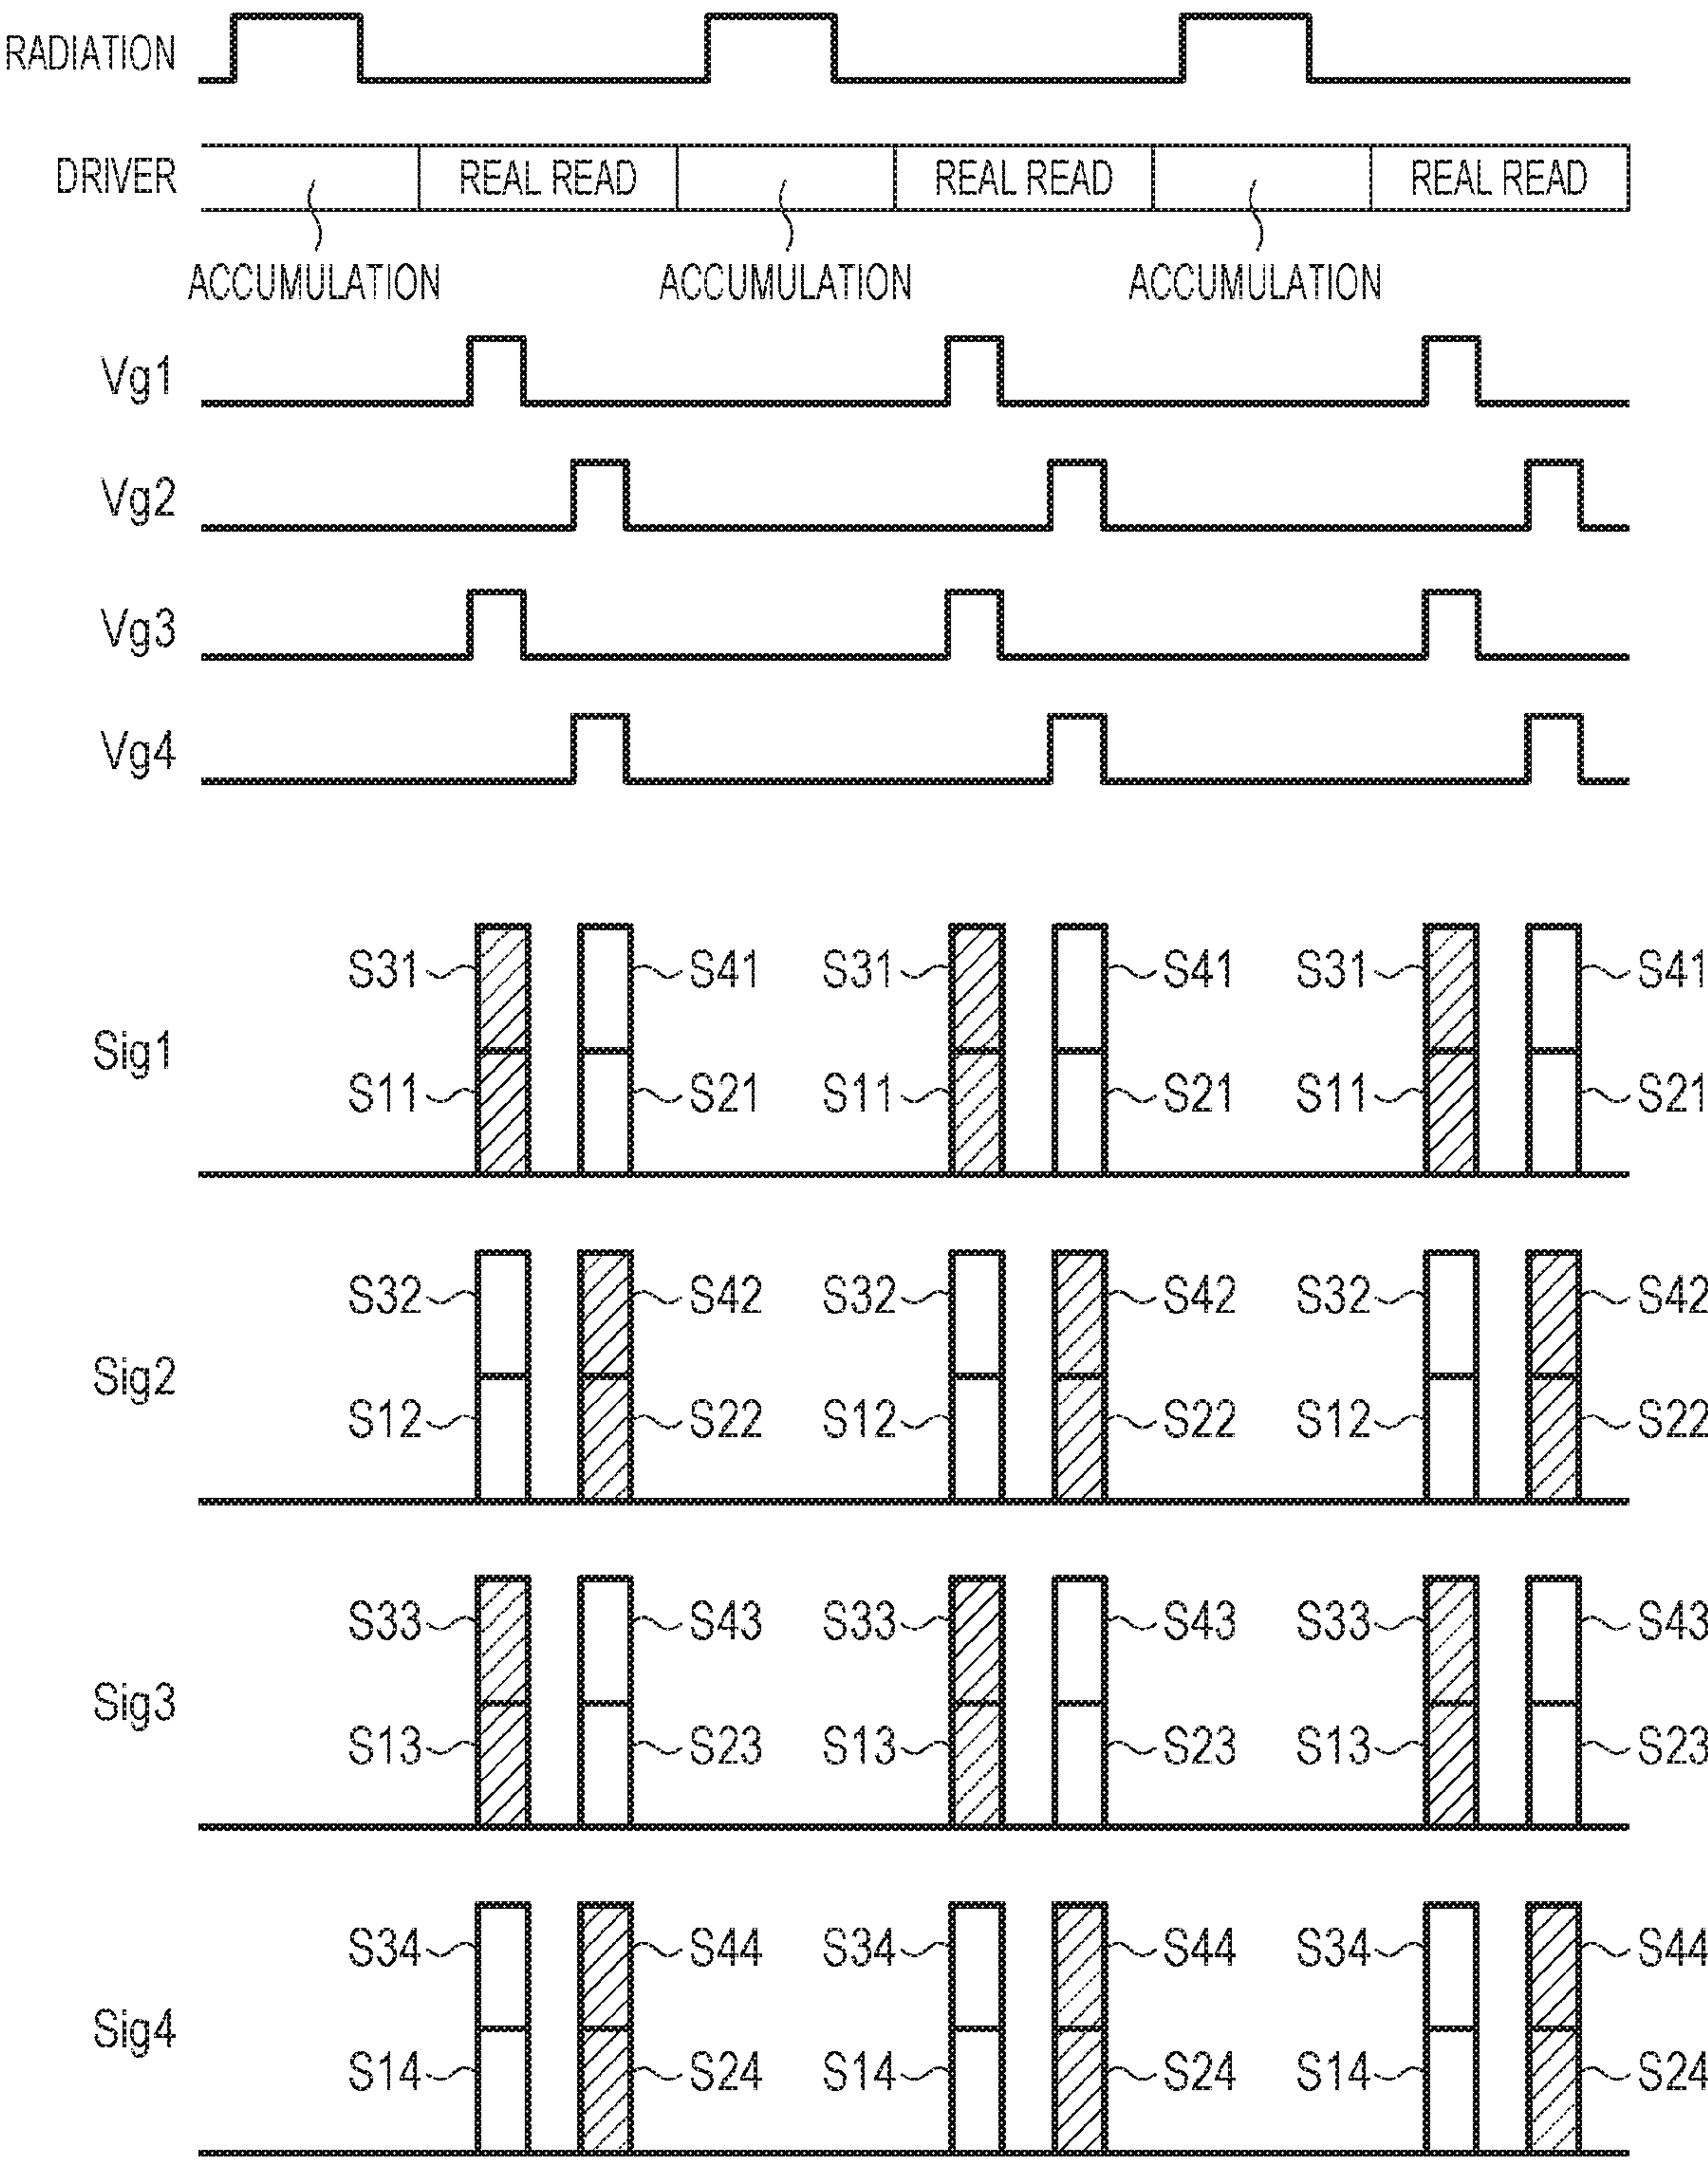 RADIATION
DRIVER
REAL READ
REAL READ
REAL READ
ACCUMULATION
ACCUMULATION
ACCUMULATION
Vg1
Vg2
Vg3
Vg4
S31 S41 S31 S41 S31 S41
Sig1
S11 S21 S11 S21 S11 S21
S32 S42 S32 S42 S32 S42
Sig2
S12 S22 S12 S22 S12 S22
S33 S43 S33 S43 S33 S43
Sig3
S13 S23 S13 S23 S13 S23
S34 S44 S34 S44 S34 S44
Sig4
S14 S24 S14 S24 S14 S24